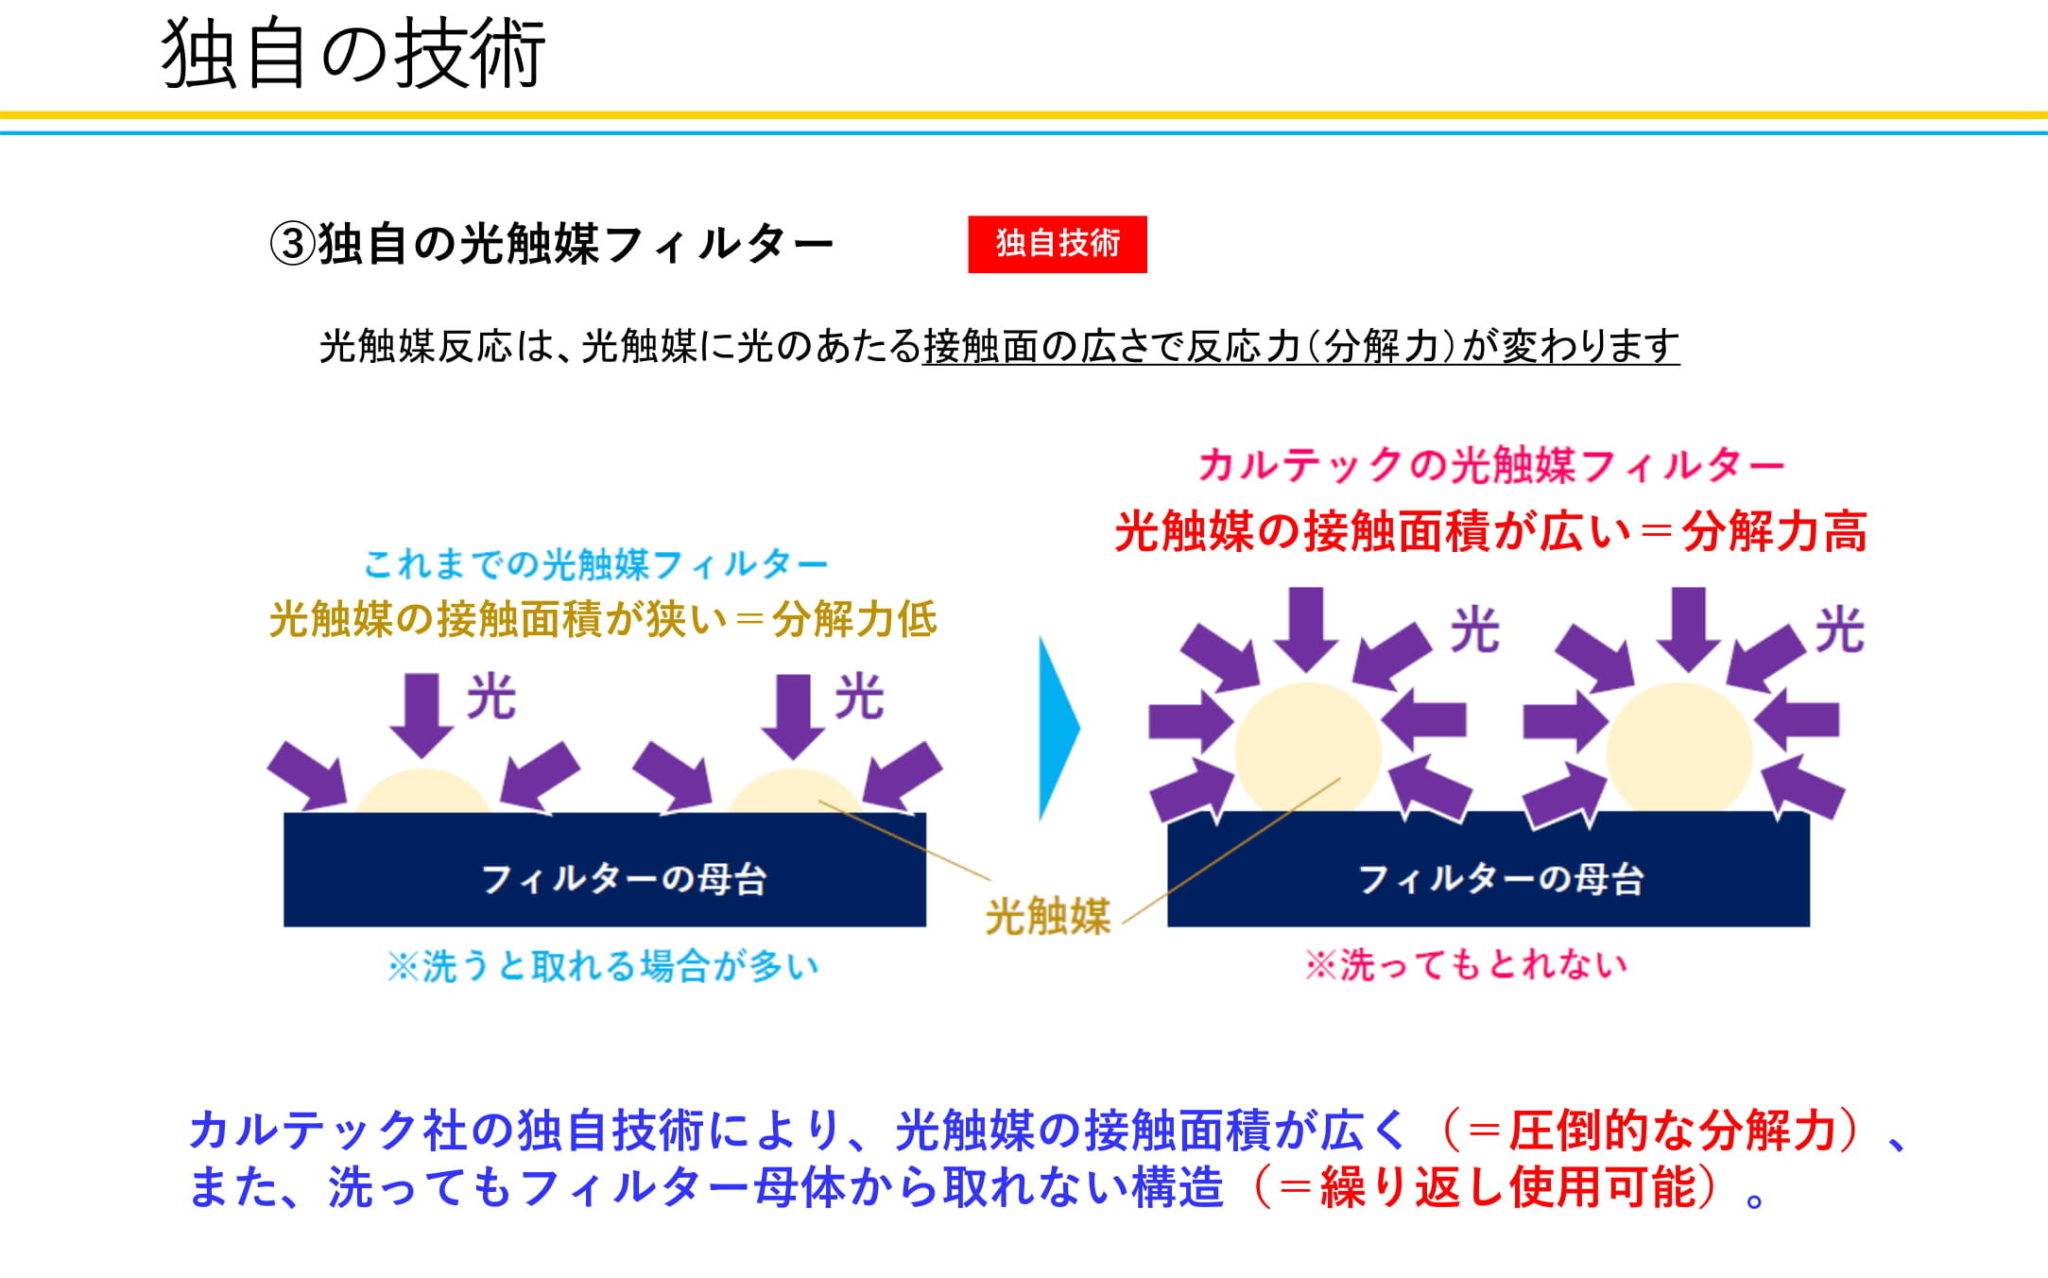 独自の技術
③独自の光触媒フィルター
独自技術
光触媒反応は、光触媒に光のあたる接触面の広さで反応力（分解力）が変わります
これまでの光触媒フィルター
光触媒の接触面積が狭い＝分解力低
光
光
フィルターの母台
※洗うと取れる場合が多い
光触媒
カルテックの光触媒フィルター
光触媒の接触面積が広い＝分解力高
光
光
フィルターの母台
※洗ってもとれない
カルテック社の独自技術により、光触媒の接触面積が広く（＝圧倒的な分解力）、
また、洗ってもフィルター母体から取れない構造（＝繰り返し使用可能）。